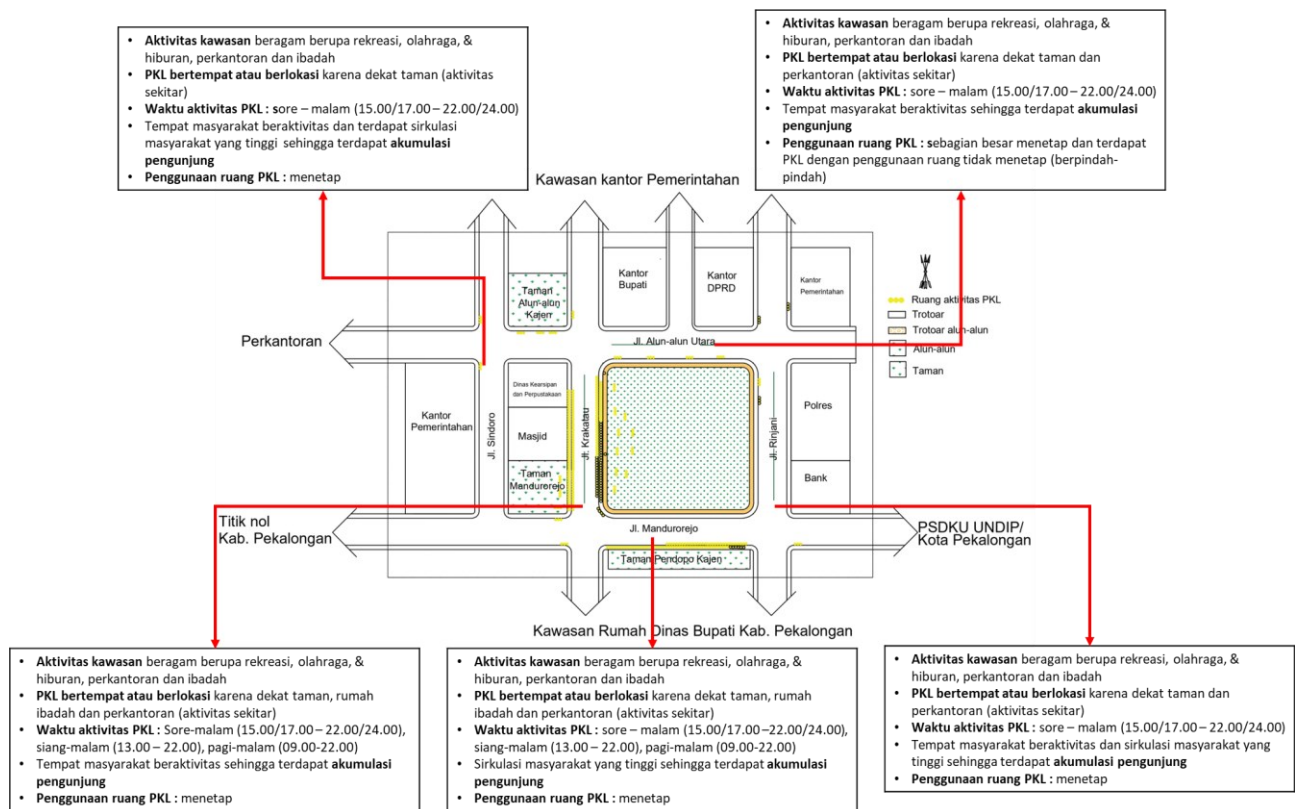 • Aktivitas kawasan beragam berupa rekreasi, olahraga, &
hiburan, perkantoran dan ibadah
• PKL bertempat atau berlokasi karena dekat taman (aktivitas
sekitar)
• Waktu aktivitas PKL : sore – malam (15.00/17.00 – 22.00/24.00)
• Tempat masyarakat beraktivitas dan terdapat sirkulasi
masyarakat yang tinggi sehingga terdapat akumulasi
pengunjung
• Penggunaan ruang PKL : menetap
• Aktivitas kawasan beragam berupa rekreasi, olahraga, &
hiburan, perkantoran dan ibadah
• PKL bertempat atau berlokasi karena dekat taman dan
perkantoran (aktivitas sekitar)
• Waktu aktivitas PKL : sore – malam (15.00/17.00 – 22.00/24.00)
• Tempat masyarakat beraktivitas sehingga terdapat akumulasi
pengunjung
• Penggunaan ruang PKL : sebagian besar menetap dan terdapat
PKL dengan penggunaan ruang tidak menetap (berpindah-
pindah)
Kawasan kantor Pemerintahan
Taman
Alun-alun
Kajen
Kantor
Bupati
Kantor
DPRD
Kantor
Pemerintahan
Ruang aktivitas PKL
Trotoar
Trotoar alun-alun
Alun-alun
Taman
Perkantoran
Jl. Alun-alun Utara
Kantor
Pemerintahan
Jl. Sindoro
Dinas Kearsipan
dan Perpustakaan
Masjid
Taman
Mandurorejo
Jl. Krakatau
Jl. Rinjani
Polres
Bank
Titik nol
Kab. Pekalongan
Jl. Mandurorejo
Taman Pendopo Kajen
PSDKU UNDIP/
Kota Pekalongan
Kawasan Rumah Dinas Bupati Kab. Pekalongan
• Aktivitas kawasan beragam berupa rekreasi, olahraga, &
hiburan, perkantoran dan ibadah
• PKL bertempat atau berlokasi karena dekat taman, rumah
ibadah dan perkantoran (aktivitas sekitar)
• Waktu aktivitas PKL : Sore-malam (15.00/17.00 – 22.00/24.00),
siang-malam (13.00 – 22.00), pagi-malam (09.00-22.00)
• Tempat masyarakat beraktivitas sehingga terdapat akumulasi
pengunjung
• Penggunaan ruang PKL : menetap
• Aktivitas kawasan beragam berupa rekreasi, olahraga, &
hiburan, perkantoran dan ibadah
• PKL bertempat atau berlokasi karena dekat taman, rumah
ibadah dan perkantoran (aktivitas sekitar)
• Waktu aktivitas PKL : sore – malam (15.00/17.00 –22.00/24.00),
siang-malam (13.00 – 22.00), pagi-malam (09.00-22.00)
• Sirkulasi masyarakat yang tinggi sehingga terdapat akumulasi
pengunjung
• Penggunaan ruang PKL : menetap
• Aktivitas kawasan beragam berupa rekreasi, olahraga, &
hiburan, perkantoran dan ibadah
• PKL bertempat atau berlokasi karena dekat taman dan
perkantoran (aktivitas sekitar)
• Waktu aktivitas PKL : sore – malam (15.00/17.00 – 22.00/24.00)
• Tempat masyarakat beraktivitas dan sirkulasi masyarakat yang
tinggi sehingga terdapat akumulasi pengunjung
• Penggunaan ruang PKL : menetap